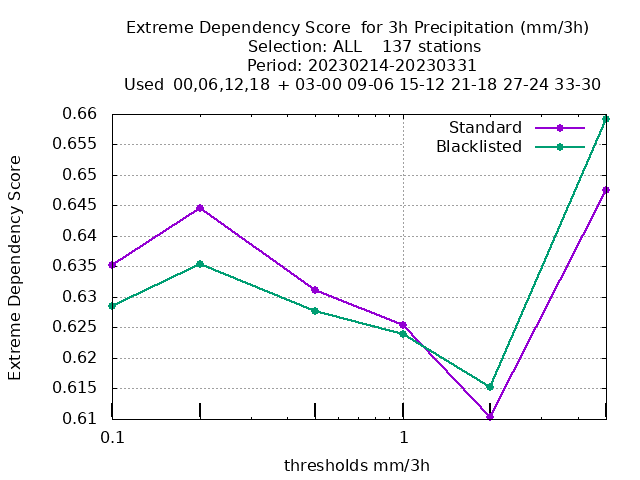 Extreme Dependency Score  for 3h Precipitation (mm/3h)
Selection: ALL    137 stations
Period: 20230214-20230331
Used  00,06,12,18  + 03-00 09-06 15-12 21-18 27-24 33-30
Standard
Blacklisted
Extreme Dependency Score
0.66
0.655
0.65
0.645
0.64
0.635
0.63
0.625
0.62
0.615
0.61
0.1
1
thresholds mm/3h